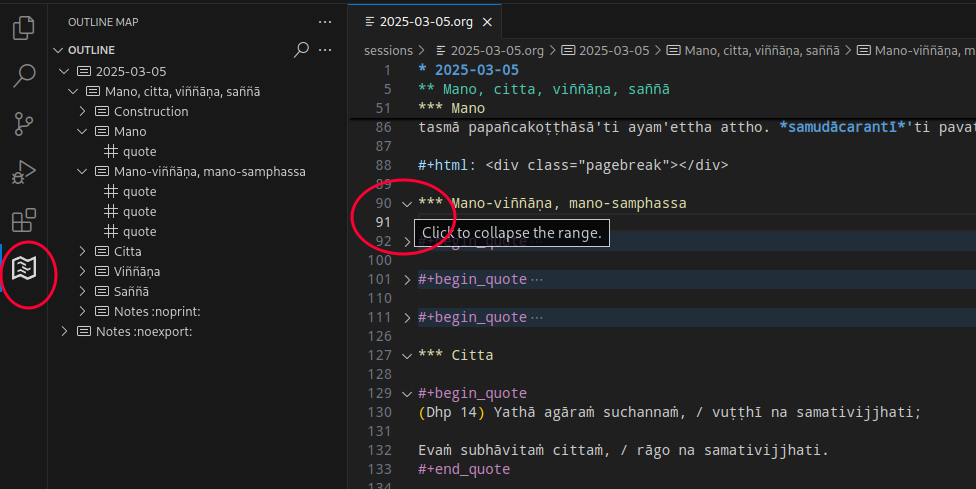 OUTLINE MAP
OUTLINE
2025-03-05
Mano, citta, viññāṇa, saññā
Construction
Mano
quote
Mano-viññāṇa, mano-samphassa
quote
quote
quote
Citta
Viññāṇa
Saññā
Notes :noprint:
Notes :noexport:
2025-03-05.org
sessions > 2025-03-05.org > 2025-03-05 > Mano, citta, viññāṇa, saññā > Mano-viññāṇa, m
1 * 2025-03-05
5 ** Mano, citta, viññāṇa, saññā
51 *** Mano
86 tasmā papañcakoṭṭhāsā'ti ayam'ettha attho. *samudācarantī*'ti pavat
87
88 #+html: <div class="pagebreak"></div>
89
90 *** Mano-viññāṇa, mano-samphassa
91
Click to collapse the range.
92 #+begin_quote ···
100
101 #+begin_quote ···
110
111 #+begin_quote ···
126
127 *** Citta
128
129 #+begin_quote
130 (Dhp 14) Yathā agāraṁ suchannaṁ, / vuṭṭhī na samativijjhati;
131
132 Evaṁ subhāvitaṁ cittaṁ, / rāgo na samativijjhati.
133 #+end_quote
134